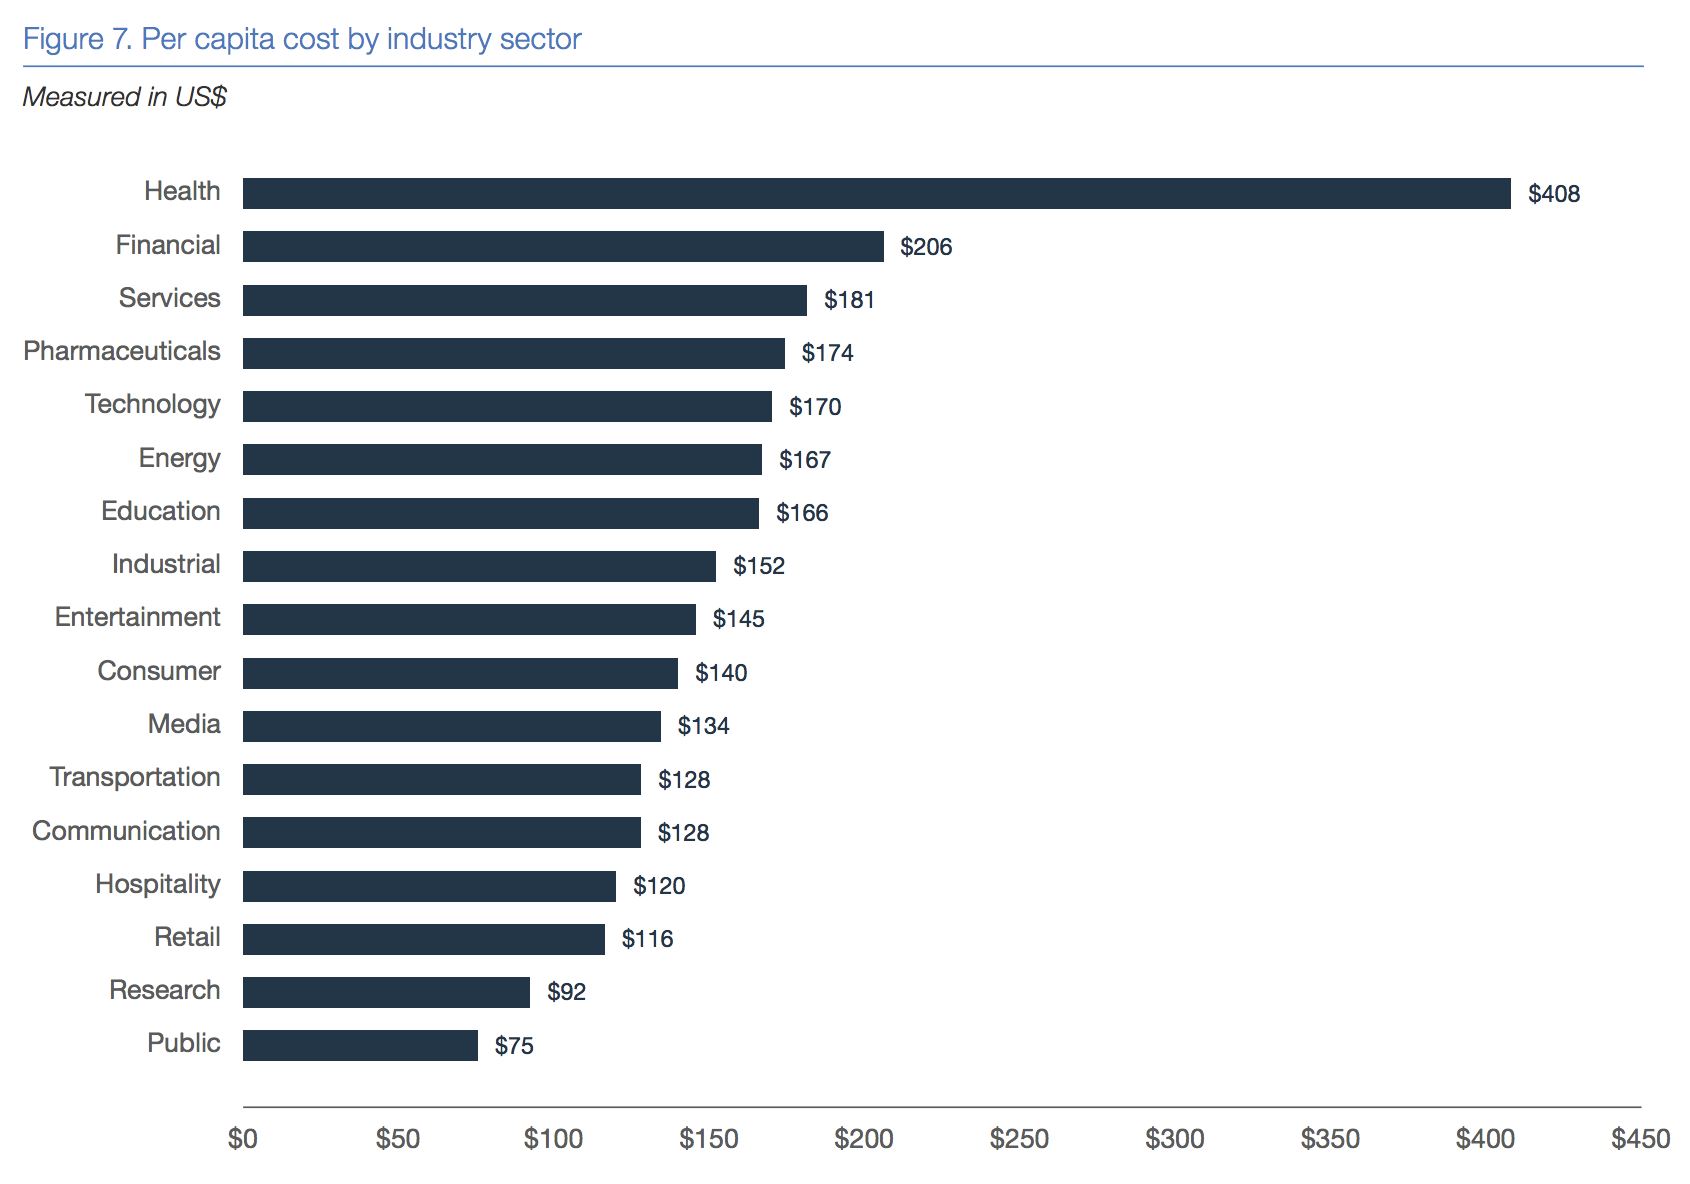 Figure 7. Per capita cost by industry sector
Measured in US$
Health $408
Financial $206
Services $181
Pharmaceuticals $174
Technology $170
Energy $167
Education $166
Industrial $152
Entertainment $145
Consumer $140
Media $134
Transportation $128
Communication $128
Hospitality $120
Retail $116
Research $92
Public $75
$0 $50 $100 $150 $200 $250 $300 $350 $400 $450